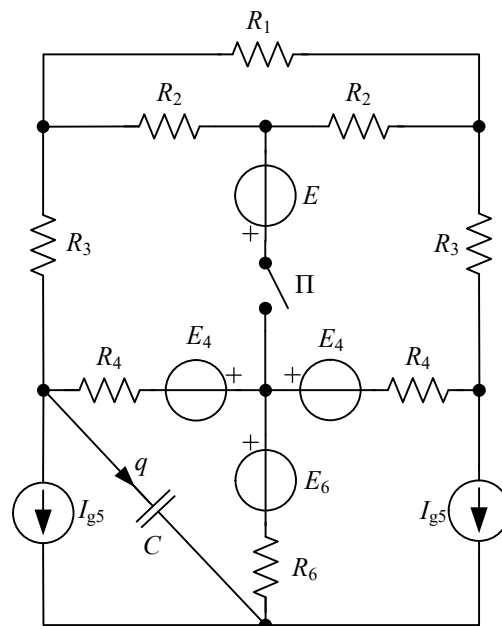 R1
R2 R2
E
+
R3 R3
П
E4 E4
R4 + + R4
+
q E6
Ig5 Ig5
C R6